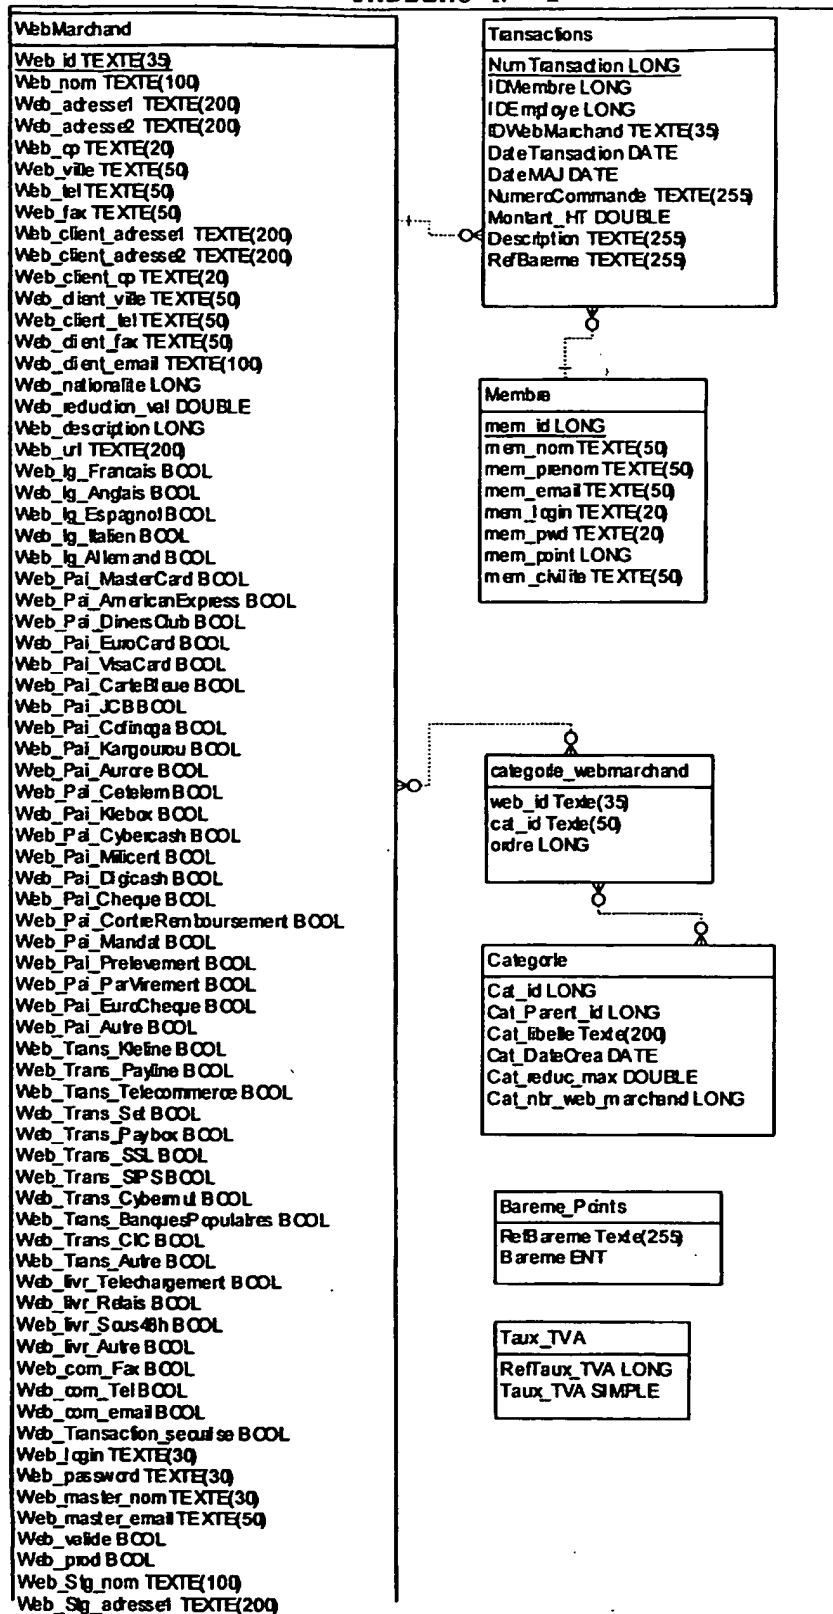 WebMarchand
Web_id TEXTE(35)
Web_nom TEXTE(100)
Web_adresse1 TEXTE(200)
Web_adresse2 TEXTE(200)
Web_cp TEXTE(20)
Web_ville TEXTE(50)
Web_tel TEXTE(50)
Web_fax TEXTE(50)
Web_client_adresse1 TEXTE(200)
Web_client_adresse2 TEXTE(200)
Web_client_cp TEXTE(20)
Web_client_ville TEXTE(50)
Web_client_tel TEXTE(50)
Web_client_fax TEXTE(50)
Web_client_email TEXTE(100)
Web_nationalite LONG
Web_reduction_val DOUBLE
Web_description LONG
Web_url TEXTE(200)
Web_lg_Francais BOOL
Web_lg_Anglais BOOL
Web_lg_Espagnol BOOL
Web_lg_Italien BOOL
Web_lg_Allemand BOOL
Web_Pai_MasterCard BOOL
Web_Pai_AmericanExpress BOOL
Web_Pai_DinersClub BOOL
Web_Pai_EuroCard BOOL
Web_Pai_VisaCard BOOL
Web_Pai_CarteBleue BOOL
Web_Pai_JCB BOOL
Web_Pai_Cofinoga BOOL
Web_Pai_Kangourou BOOL
Web_Pai_Aurore BOOL
Web_Pai_Cetelem BOOL
Web_Pai_Klebox BOOL
Web_Pai_Cybercash BOOL
Web_Pai_Milicert BOOL
Web_Pai_Digicash BOOL
Web_Pai_Cheque BOOL
Web_Pai_ContreRemboursement BOOL
Web_Pai_Mandat BOOL
Web_Pai_Prelevement BOOL
Web_Pai_ParVirement BOOL
Web_Pai_EuroCheque BOOL
Web_Pai_Autre BOOL
Web_Trans_Kleline BOOL
Web_Trans_Payline BOOL
Web_Trans_Telecommerce BOOL
Web_Trans_Set BOOL
Web_Trans_Paybox BOOL
Web_Trans_SSL BOOL
Web_Trans_SIPS BOOL
Web_Trans_Cybermut BOOL
Web_Trans_BanquesPopulaires BOOL
Web_Trans_CIC BOOL
Web_Trans_Autre BOOL
Web_livr_Telechargement BOOL
Web_livr_Relais BOOL
Web_livr_Sous48h BOOL
Web_livr_Autre BOOL
Web_com_Fax BOOL
Web_com_Tel BOOL
Web_com_email BOOL
Web_Transaction_securise BOOL
Web_login TEXTE(30)
Web_password TEXTE(30)
Web_master_nom TEXTE(30)
Web_master_email TEXTE(50)
Web_valide BOOL
Web_prod BOOL
Web_Stg_nom TEXTE(100)
Web_Stg_adresse1 TEXTE(200)
Transactions
NumTransaction LONG
IDMembre LONG
IDEmploye LONG
IDWebMarchand TEXTE(35)
DateTransaction DATE
DateMAJ DATE
NumeroCommande TEXTE(255)
Montant_HT DOUBLE
Description TEXTE(255)
RefBareme TEXTE(255)
Membre
mem_id LONG
mem_nom TEXTE(50)
mem_prenom TEXTE(50)
mem_email TEXTE(50)
mem_login TEXTE(20)
mem_pwd TEXTE(20)
mem_point LONG
mem_civilite TEXTE(50)
categorie_webmarchand
web_id Texte(35)
cat_id Texte(50)
ordre LONG
Categorie
Cat_id LONG
Cat_Parent_id LONG
Cat_libelle Texte(200)
Cat_DateCrea DATE
Cat_reduc_max DOUBLE
Cat_nbr_web_marchand LONG
Bareme_Points
RefBareme Texte(255)
Bareme ENT
Taux_TVA
RefTaux_TVA LONG
Taux_TVA SIMPLE